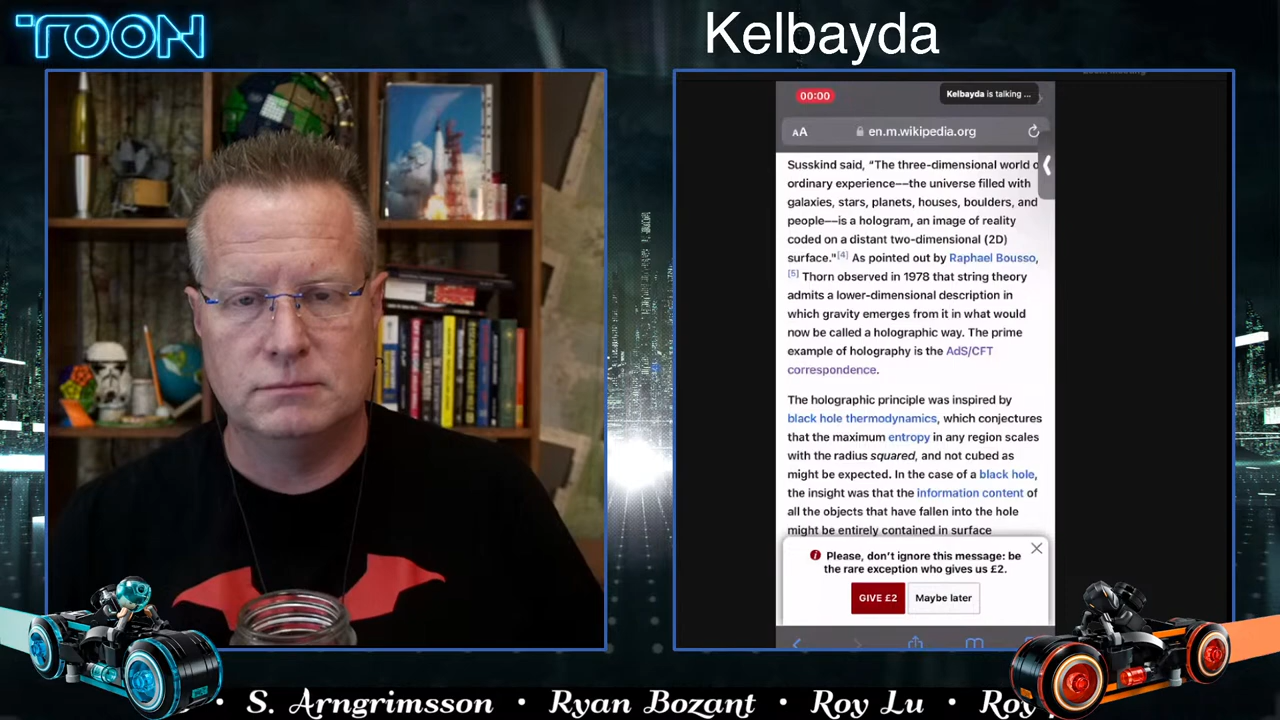 TOON
Kelbayda
00:00
Kelbayda is talking ...
AA
en.m.wikipedia.org
Susskind said, "The three-dimensional world o
ordinary experience––the universe filled with
galaxies, stars, planets, houses, boulders, and
people––is a hologram, an image of reality
coded on a distant two-dimensional (2D)
surface."[4] As pointed out by Raphael Bousso,
[5] Thorn observed in 1978 that string theory
admits a lower-dimensional description in
which gravity emerges from it in what would
now be called a holographic way. The prime
example of holography is the AdS/CFT
correspondence.
The holographic principle was inspired by
black hole thermodynamics, which conjectures
that the maximum entropy in any region scales
with the radius squared, and not cubed as
might be expected. In the case of a black hole,
the insight was that the information content of
all the objects that have fallen into the hole
might be entirely contained in surface
Please, don't ignore this message: be
the rare exception who gives us £2.
GIVE £2
Maybe later
• S. Arngrimsson • Ryan Bozant • Roy Lu • Roy